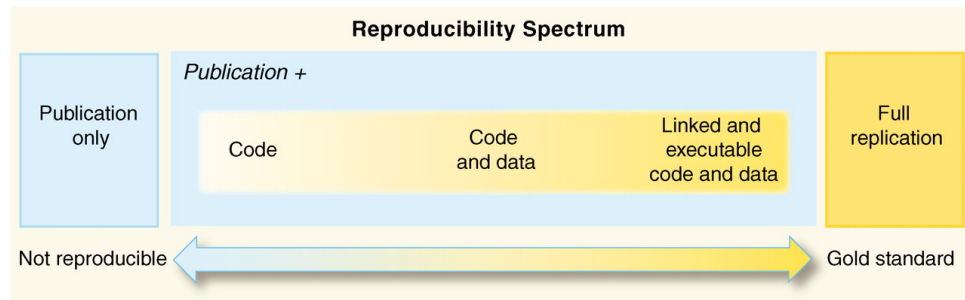 Reproducibility Spectrum
Publication
only
Publication +
Code
Code
and data
Linked and
executable
code and data
Full
replication
Not reproducible
Gold standard